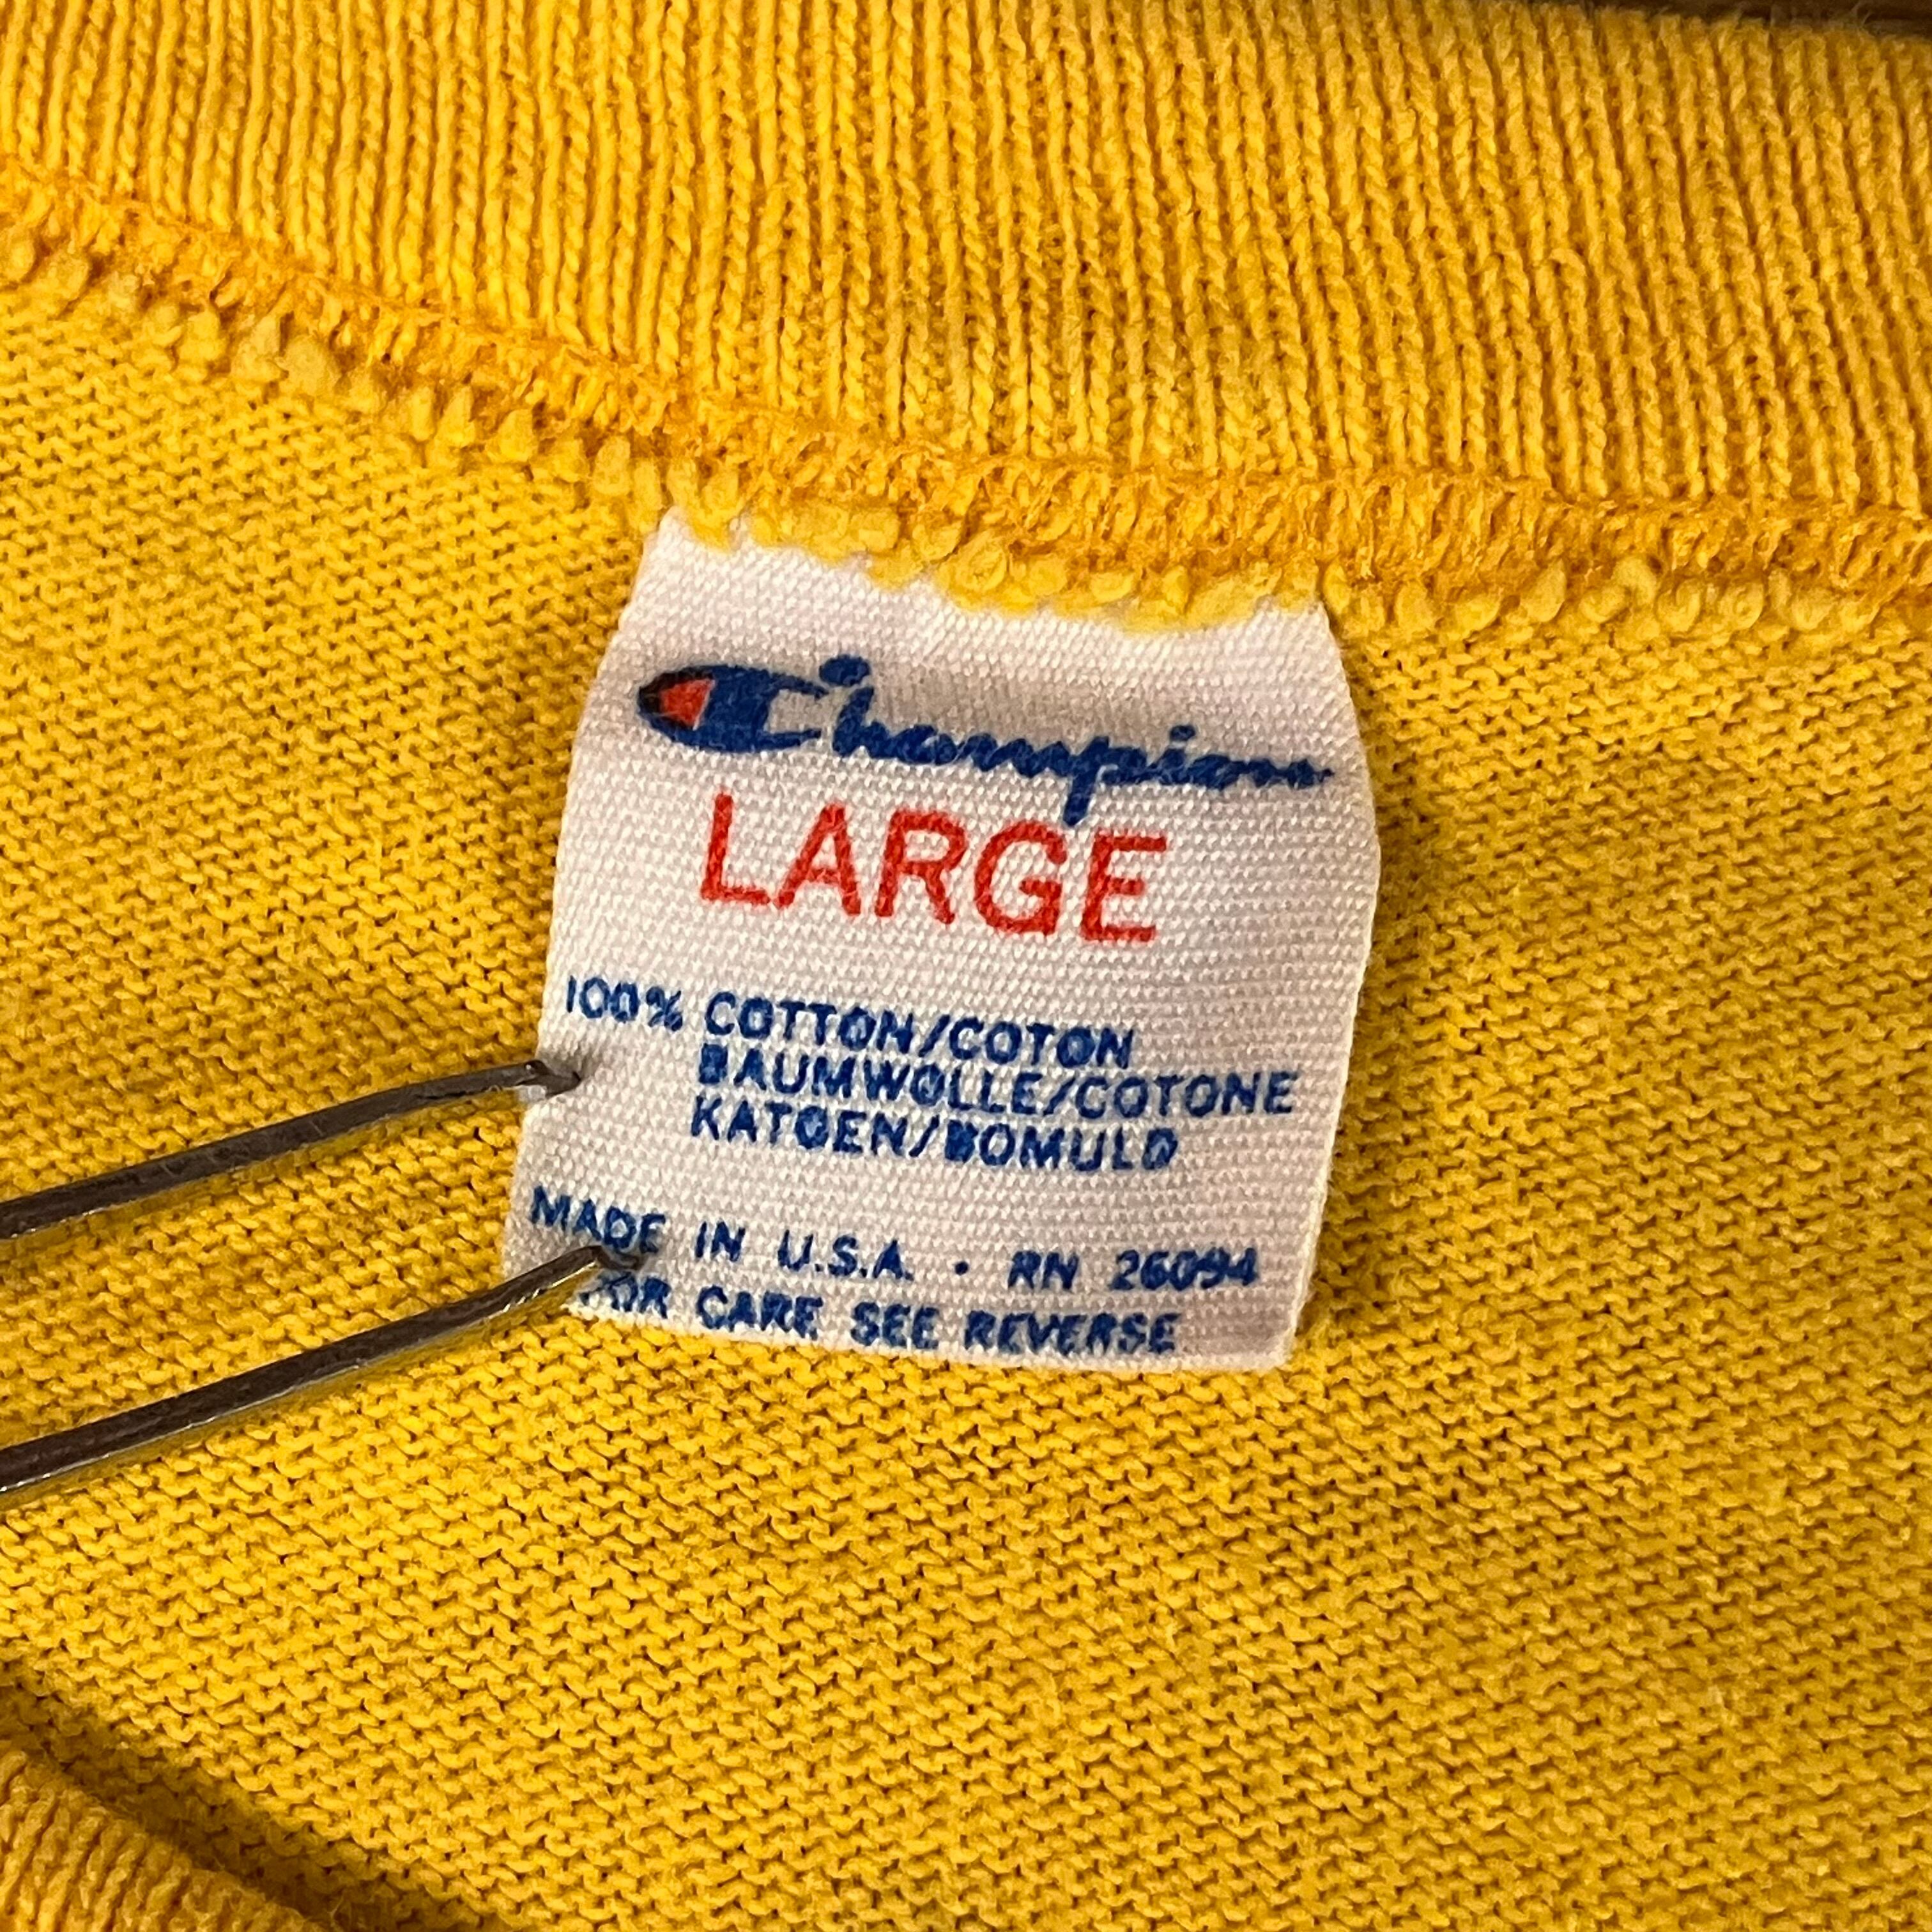 Champion
LARGE
100% COTTON/COTON
BAUMWOLLE/COTONE
KATOEN/BOMULD
MADE IN U.S.A. · RN 26094
FOR CARE SEE REVERSE